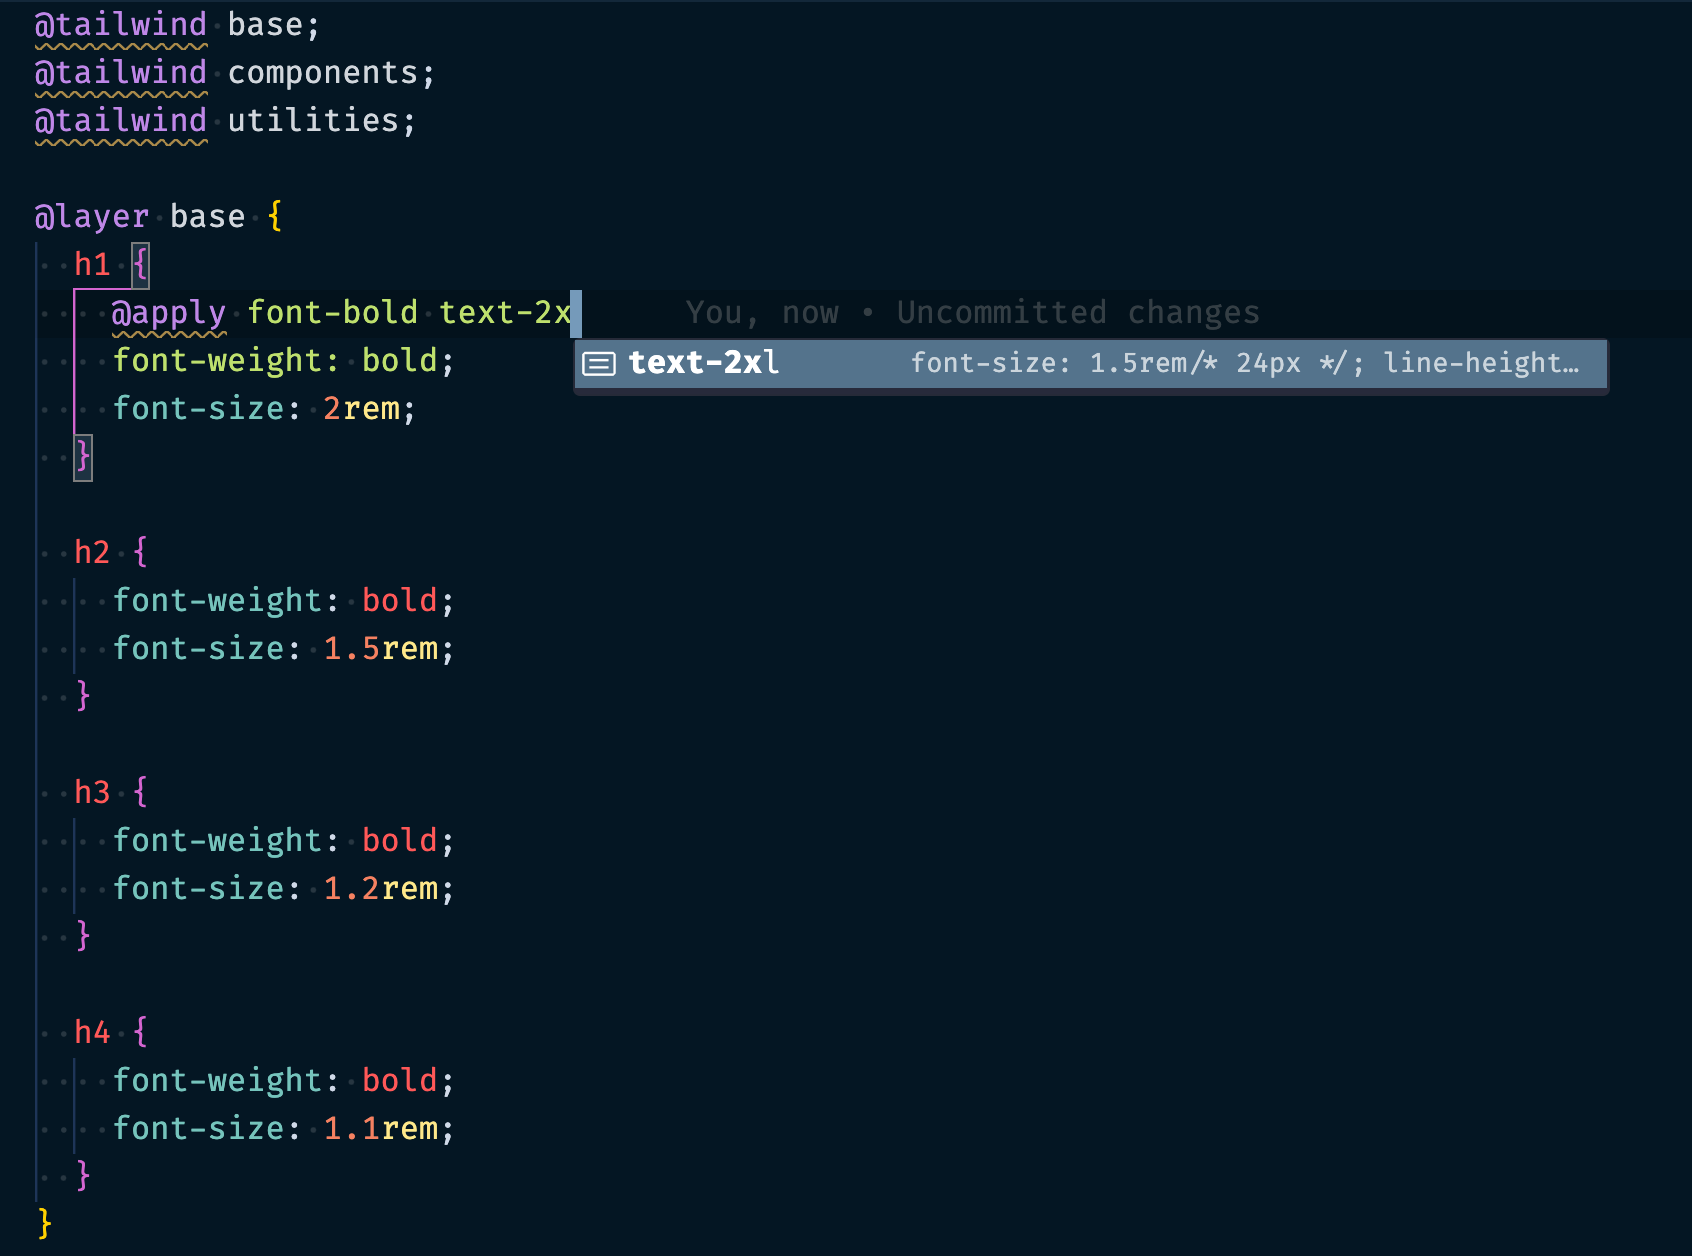 @tailwind base;
@tailwind components;
@tailwind utilities;
@layer base {
h1 {
@apply font-bold text-2x You, now • Uncommitted changes
text-2xl font-size: 1.5rem/* 24px */; line-height…
font-weight: bold;
font-size: 2rem;
}
h2 {
font-weight: bold;
font-size: 1.5rem;
}
h3 {
font-weight: bold;
font-size: 1.2rem;
}
h4 {
font-weight: bold;
font-size: 1.1rem;
}
}